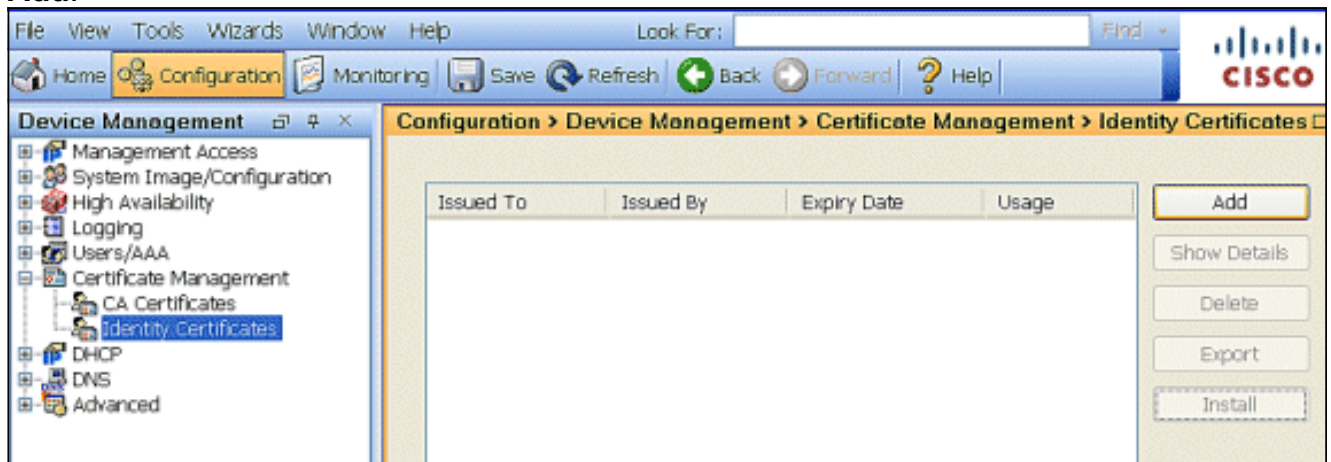 File View Tools Wizards Window Help Look For: Find
Home Configuration Monitoring Save Refresh Back Forward Help
CISCO
Device Management
Configuration > Device Management > Certificate Management > Identity Certificates
Management Access
System Image/Configuration
High Availability
Logging
Users/AAA
Certificate Management
CA Certificates
Identity Certificates
DHCP
DNS
Advanced
Issued To Issued By Expiry Date Usage
Add
Show Details
Delete
Export
Install